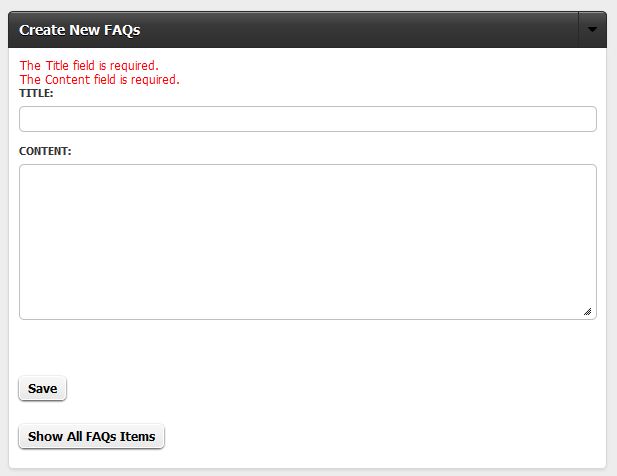 Create New FAQs
The Title field is required.
The Content field is required.
TITLE:
CONTENT:
Save
Show All FAQs Items